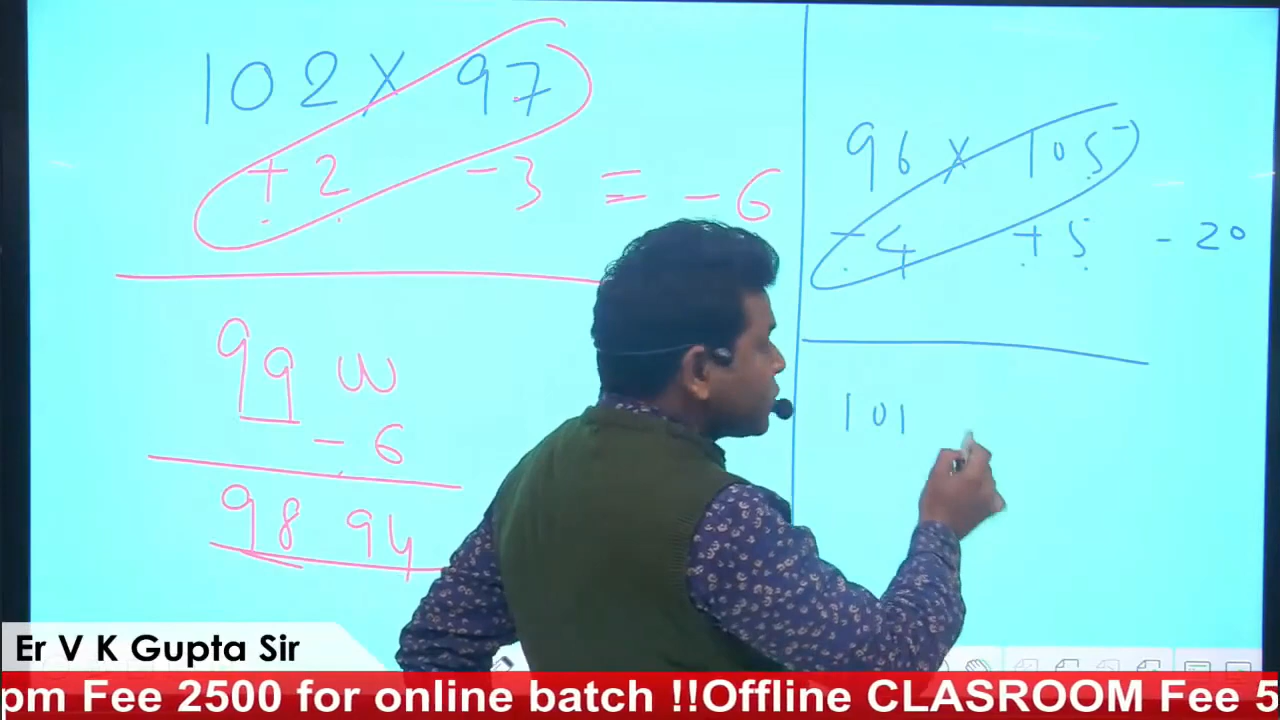 102 × 97
+2 -3 = -6
99 00
- 6
98 94
96 × 105
-4 +5 - 20
101
Er V K Gupta Sir
pm Fee 2500 for online batch !!Offline CLASROOM Fee 5